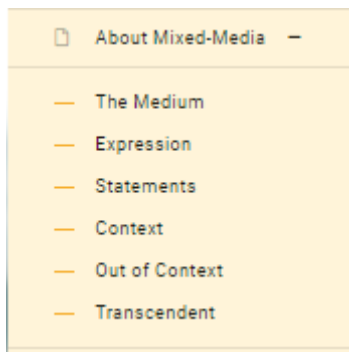 About Mixed-Media –
— The Medium
— Expression
— Statements
— Context
— Out of Context
— Transcendent